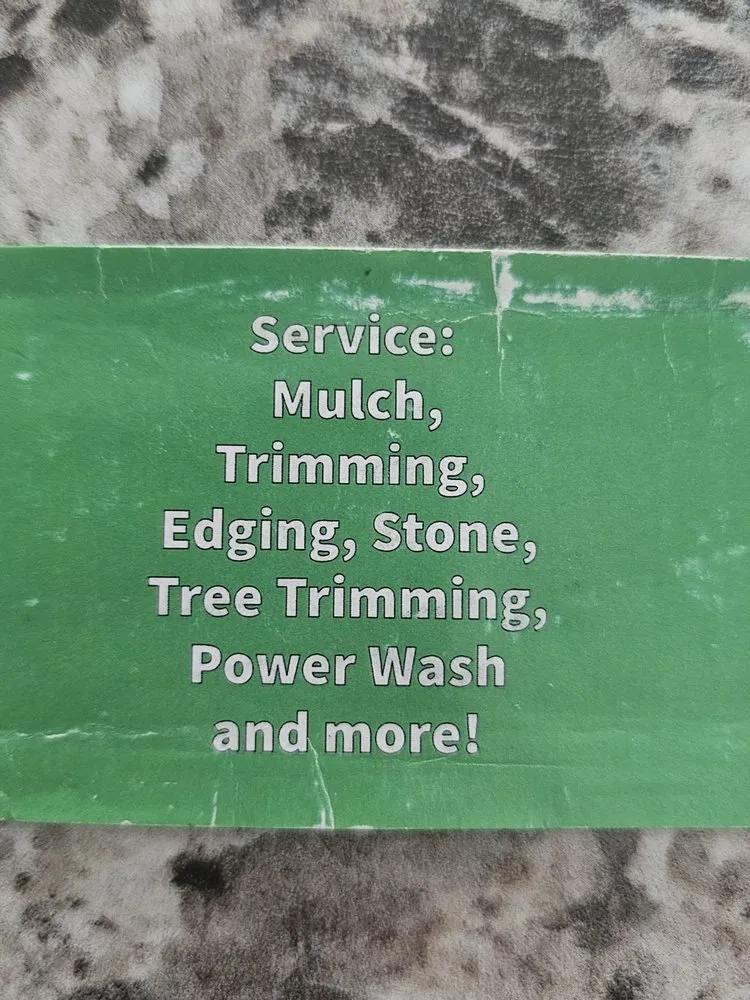 Service:
Mulch,
Trimming,
Edging, Stone,
Tree Trimming,
Power Wash
and more!